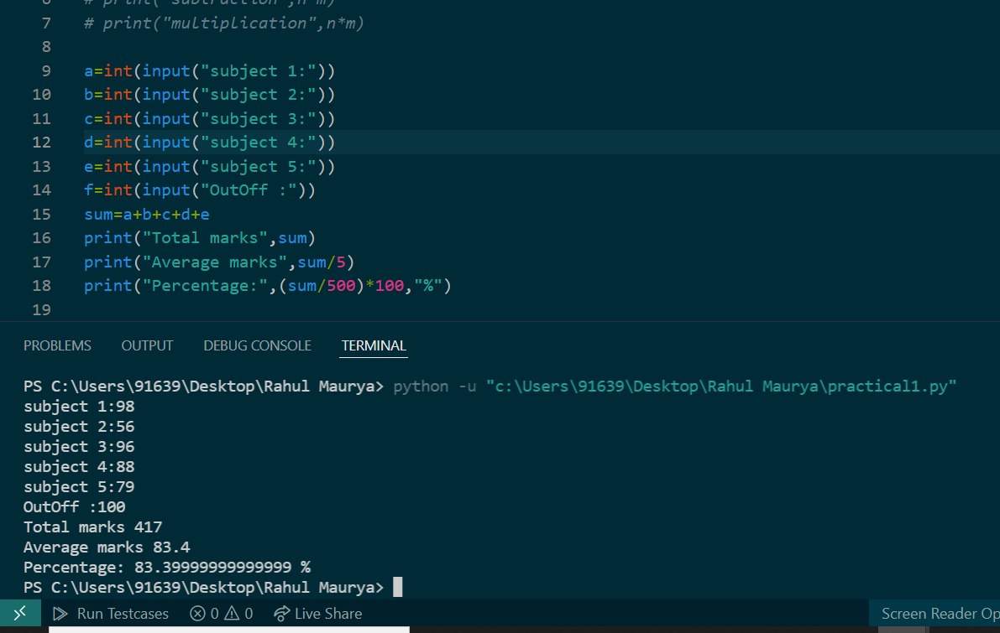 6 # print("subtraction",n-m)
7 # print("multiplication",n*m)
8
9 a=int(input("subject 1:"))
10 b=int(input("subject 2:"))
11 c=int(input("subject 3:"))
12 d=int(input("subject 4:"))
13 e=int(input("subject 5:"))
14 f=int(input("OutOff :"))
15 sum=a+b+c+d+e
16 print("Total marks",sum)
17 print("Average marks",sum/5)
18 print("Percentage:",(sum/500)*100,"%")
19
PROBLEMS OUTPUT DEBUG CONSOLE TERMINAL
PS C:\Users\91639\Desktop\Rahul Maurya> python -u "c:\Users\91639\Desktop\Rahul Maurya\practical1.py"
subject 1:98
subject 2:56
subject 3:96
subject 4:88
subject 5:79
OutOff :100
Total marks 417
Average marks 83.4
Percentage: 83.39999999999999 %
PS C:\Users\91639\Desktop\Rahul Maurya>
Run Testcases 0 0 Live Share Screen Reader Op